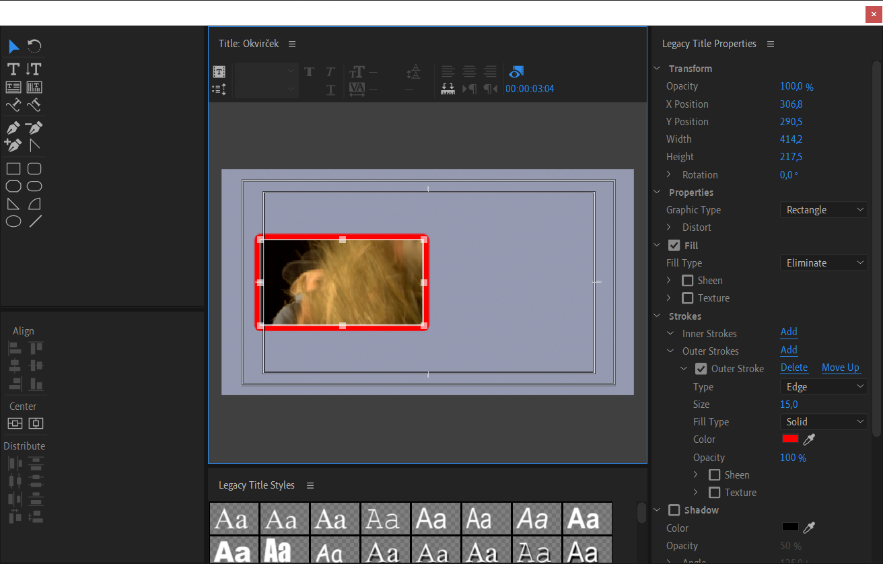 Title: Okvirček
00:00:03:04
Align
Center
Distribute
Legacy Title Styles
Aa Aa Aa Aa Aa Aa Aa Aa
Aa Aa Aa Aa Aa Aa Aa Aa
Legacy Title Properties
Transform
Opacity 100,0 %
X Position 306,8
Y Position 290,5
Width 414,2
Height 217,5
Rotation 0,0 °
Properties
Graphic Type Rectangle
Distort
Fill
Fill Type Eliminate
Sheen
Texture
Strokes
Inner Strokes Add
Outer Strokes Add
Outer Stroke Delete Move Up
Type Edge
Size 15,0
Fill Type Solid
Color
Opacity 100 %
Sheen
Texture
Shadow
Color
Opacity 50 %